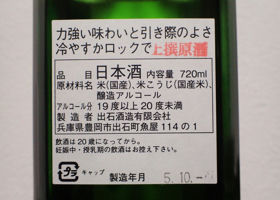 力強い味わいと引き際のよさ
冷やすかロックで上撰原酒
品目 日本酒 内容量 720ml
原材料名 米(国産)、米こうじ(国産米)、
醸造アルコール
アルコール分 19度以上20度未満
製造者 出石酒造有限会社
兵庫県豊岡市出石町魚屋114の1
飲酒は20歳になってから。
妊娠中・授乳期の飲酒はお控え下さい。
プラ キャップ 製造年月 5.10.-